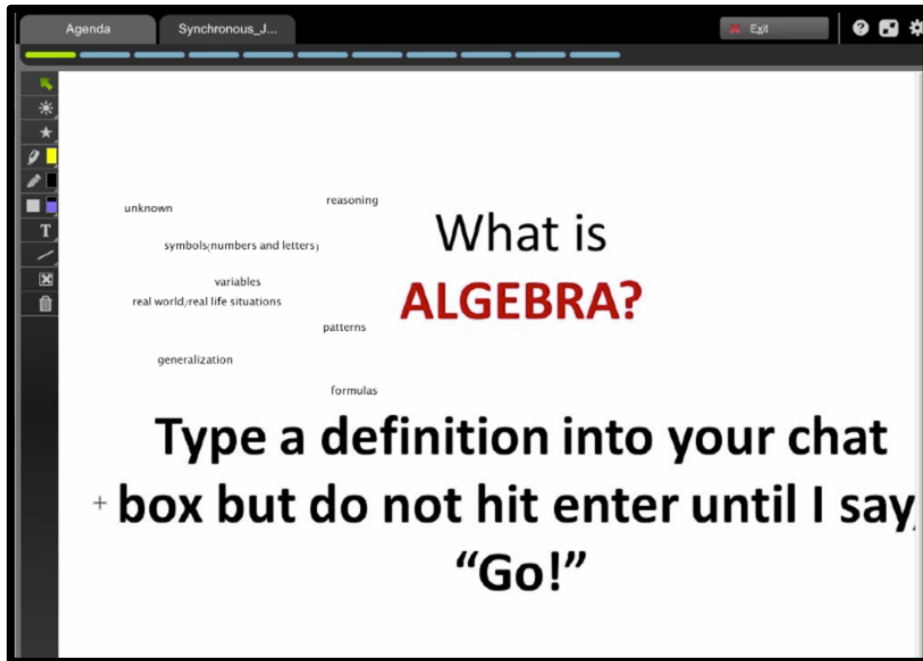 Agenda
Synchronous_J...
Exit
unknown
reasoning
symbols(numbers and letters)
variables
real world/real life situations
patterns
generalization
formulas
What is
ALGEBRA?
Type a definition into your chat
box but do not hit enter until I say,
“Go!”